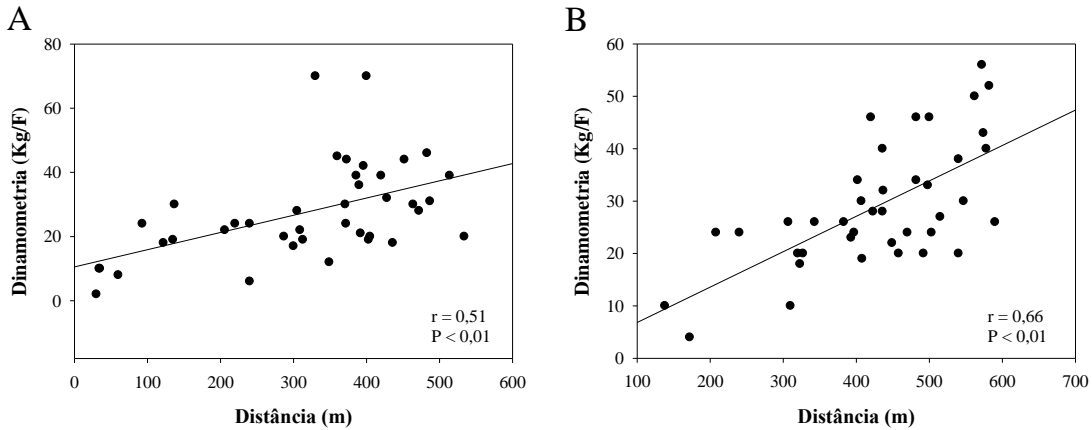 A
Dinamometria (Kg/F)
80
60
40
20
0
r = 0,51
P < 0,01
0 100 200 300 400 500 600
Distância (m)
B
Dinamometria (Kg/F)
60
50
40
30
20
10
0
r = 0,66
P < 0,01
100 200 300 400 500 600 700
Distância (m)